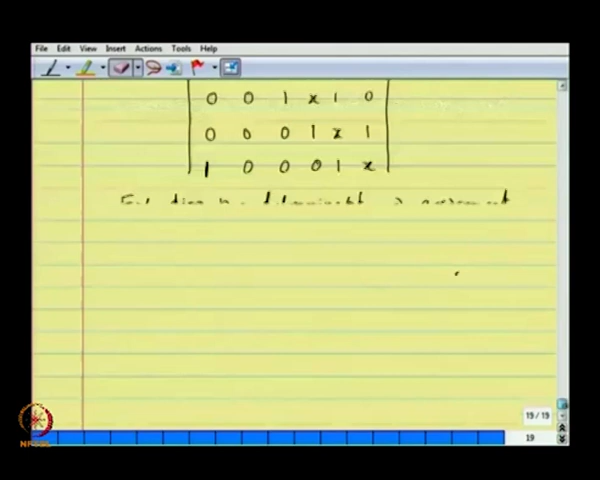 File Edit View Insert Actions Tools Help
0 0 1 x 1 0
0 0 0 1 x 1
1 0 0 0 1 x
19/19
19
NPTEL